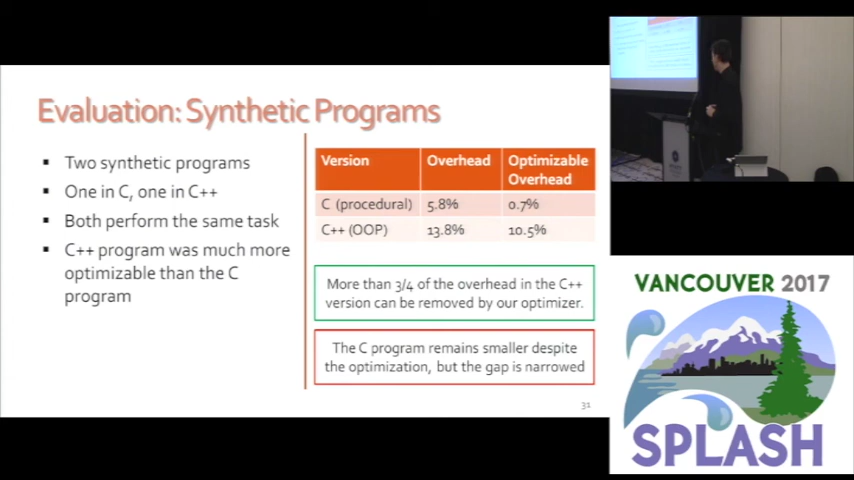 Evaluation: Synthetic Programs
▪ Two synthetic programs
▪ One in C, one in C++
▪ Both perform the same task
▪ C++ program was much more
optimizable than the C
program
Version Overhead Optimizable
Overhead
C (procedural) 5.8% 0.7%
C++ (OOP) 13.8% 10.5%
More than 3/4 of the overhead in the C++
version can be removed by our optimizer.
The C program remains smaller despite
the optimization, but the gap is narrowed
31
VANCOUVER 2017
SPLASH